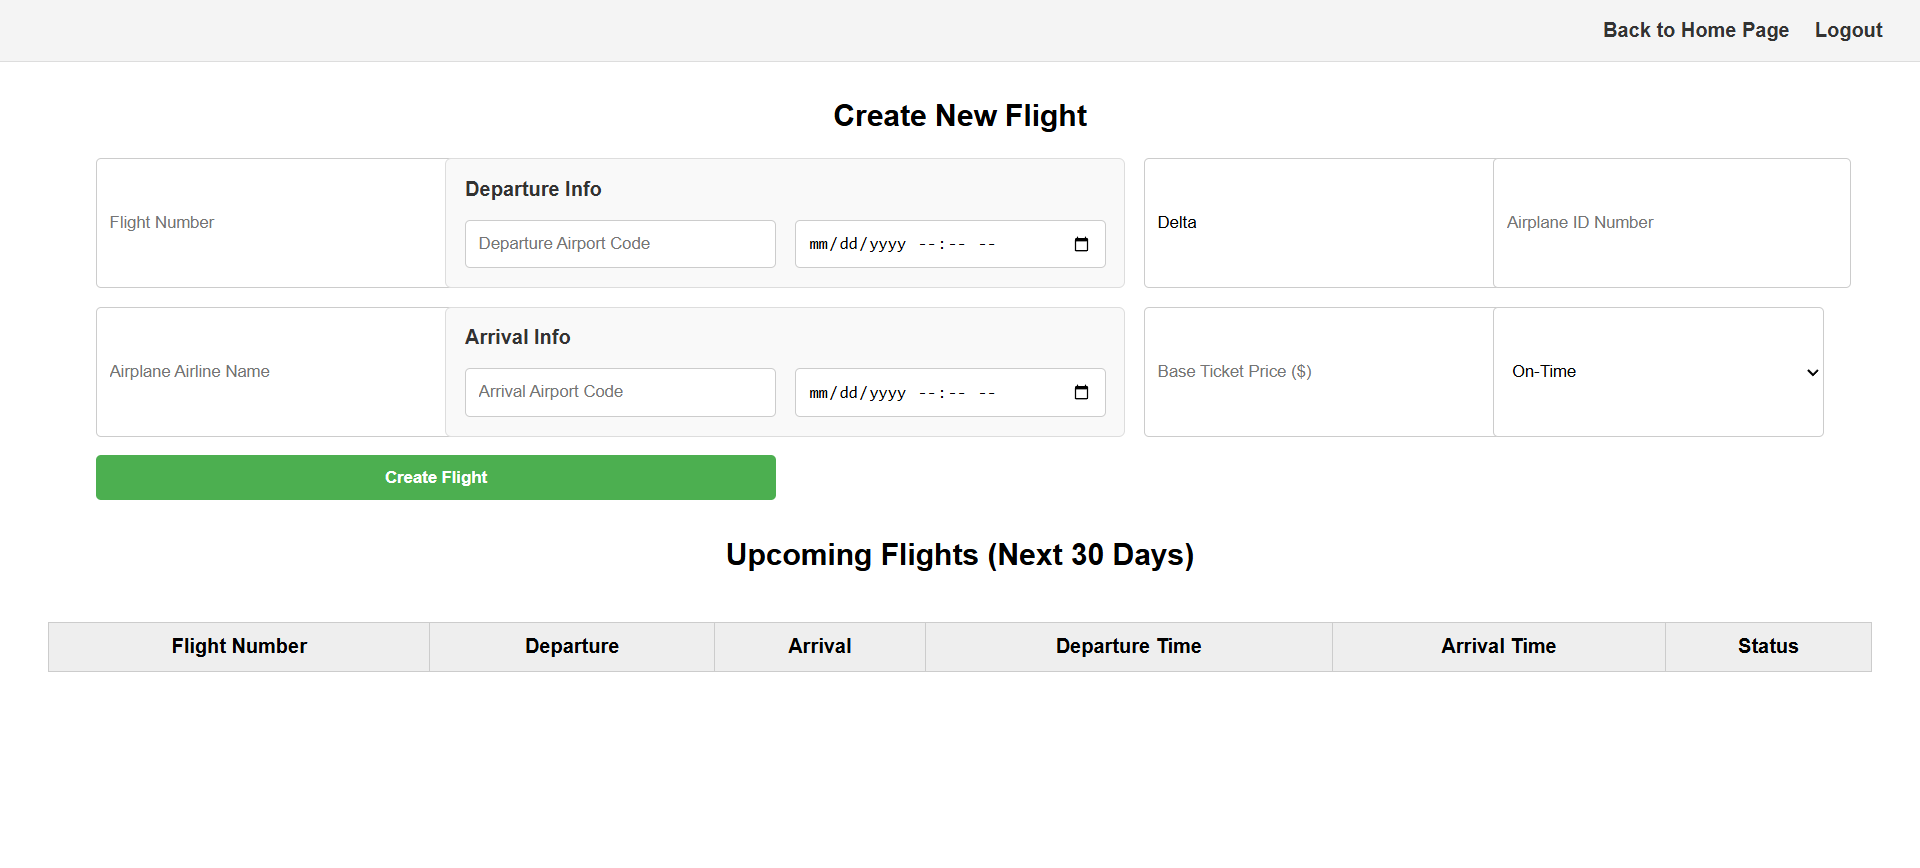 Back to Home Page Logout
Create New Flight
Flight Number
Departure Info
Departure Airport Code
mm/dd/yyyy --:-- --
Delta
Airplane ID Number
Airplane Airline Name
Arrival Info
Arrival Airport Code
mm/dd/yyyy --:-- --
Base Ticket Price ($)
On-Time
Create Flight
Upcoming Flights (Next 30 Days)
Flight Number Departure Arrival Departure Time Arrival Time Status